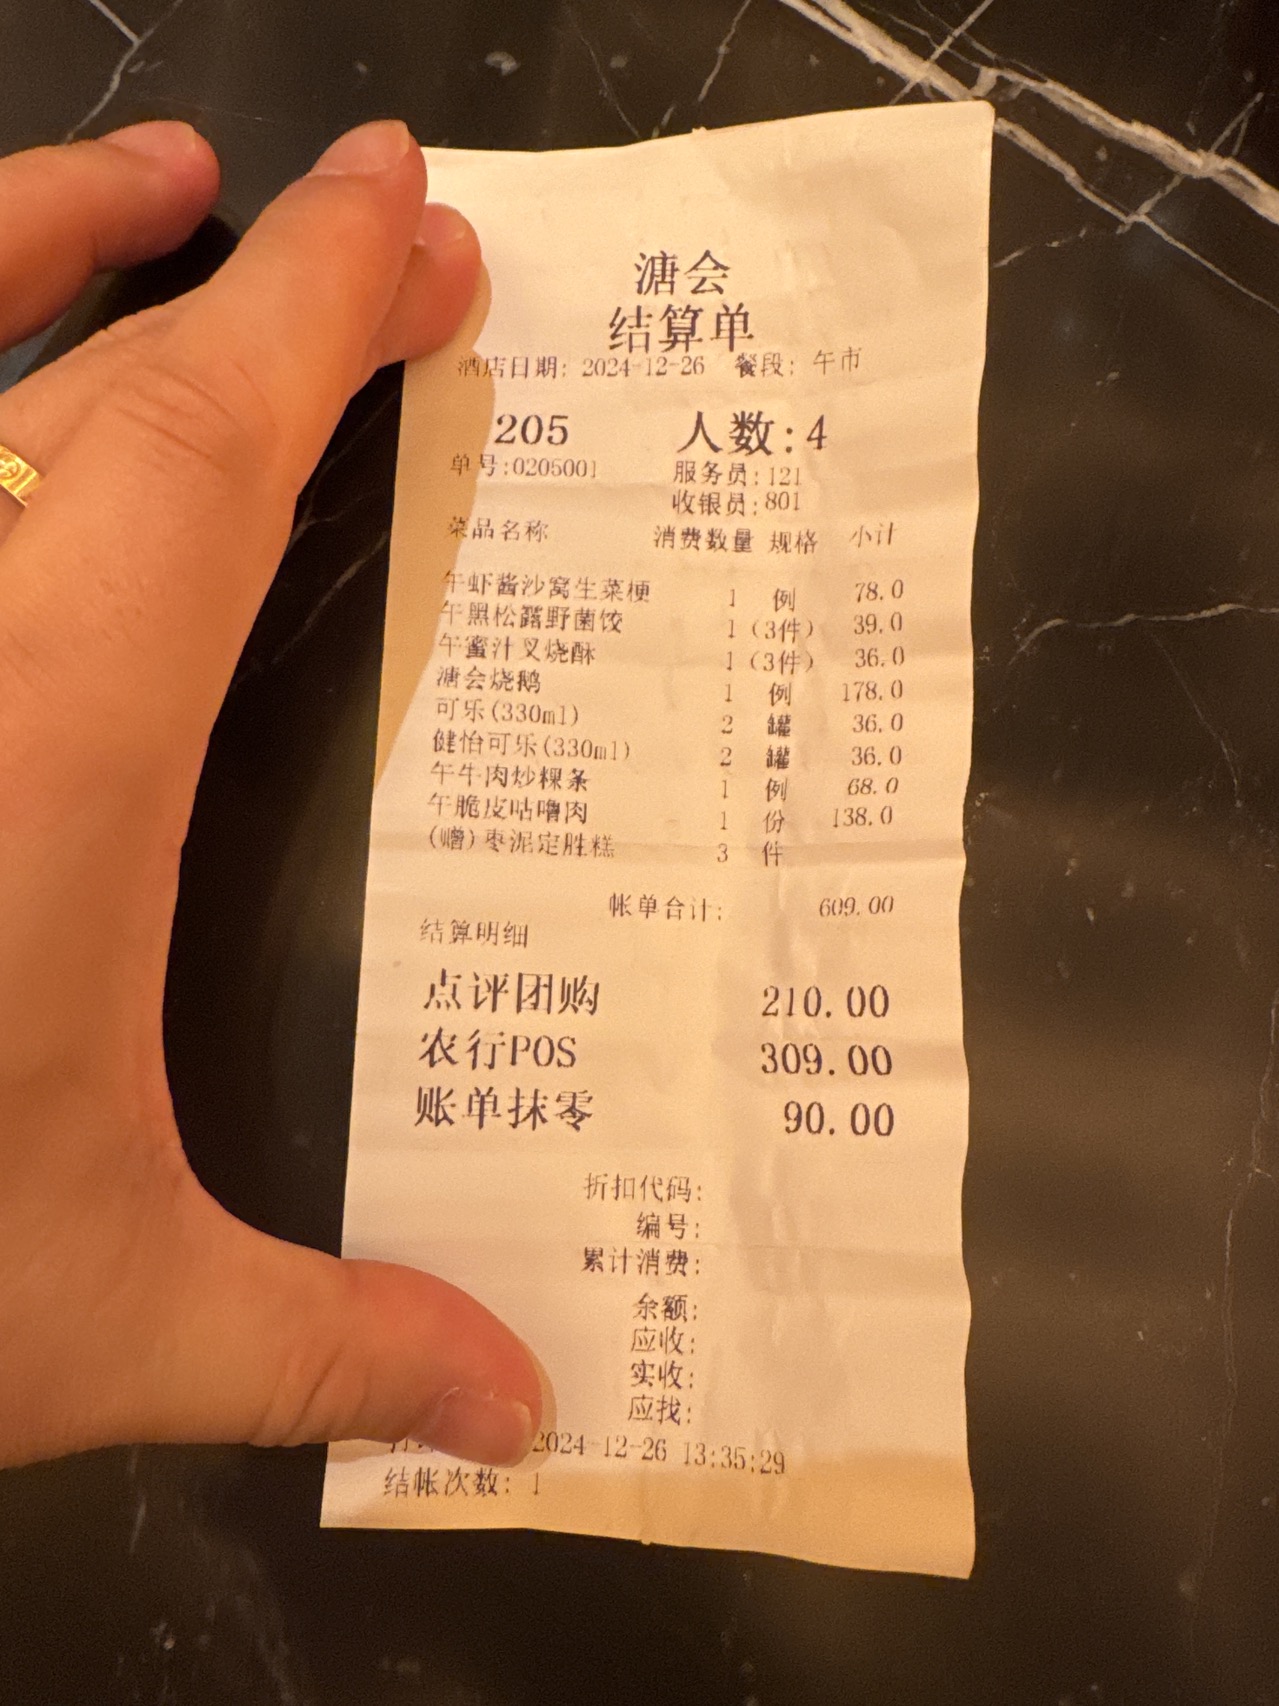 溏会
结算单
酒店日期: 2024-12-26 餐段: 午市
205 人数:4
单号:0205001 服务员:121
收银员:801
菜品名称 消费数量 规格 小计
午虾酱沙窝生菜梗 1 例 78.0
午黑松露野菌饺 1 (3件) 39.0
午蜜汁叉烧酥 1 (3件) 36.0
溏会烧鹅 1 例 178.0
可乐(330ml) 2 罐 36.0
健怡可乐(330ml) 2 罐 36.0
午牛肉炒粿条 1 例 68.0
午脆皮咕噜肉 1 份 138.0
(赠)枣泥定胜糕 3 件
帐单合计: 609.00
结算明细
点评团购 210.00
农行POS 309.00
账单抹零 90.00
折扣代码:
编号:
累计消费:
余额:
应收:
实收:
应找:
2024-12-26 13:35:29
结帐次数: 1